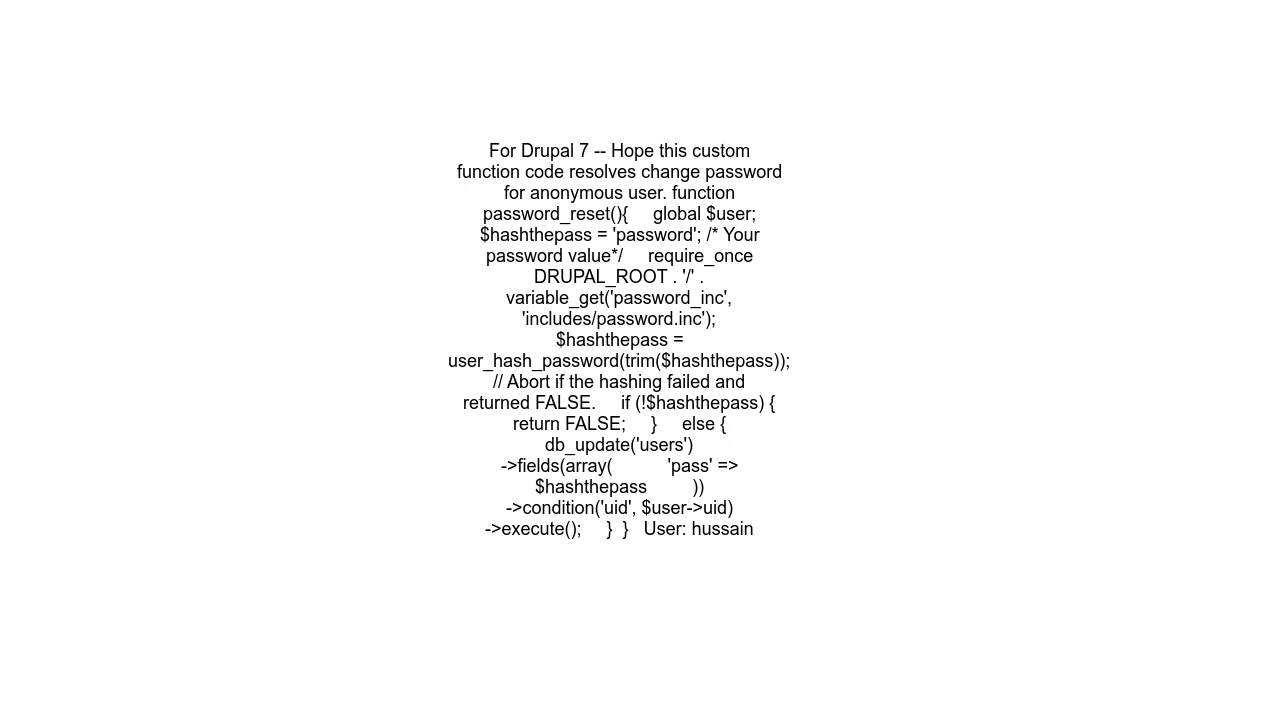 For Drupal 7 -- Hope this custom
function code resolves change password
for anonymous user. function
password_reset(){     global $user;
$hashthepass = 'password'; /* Your
password value*/     require_once
DRUPAL_ROOT . '/' .
variable_get('password_inc',
'includes/password.inc');
$hashthepass =
user_hash_password(trim($hashthepass));
// Abort if the hashing failed and
returned FALSE.     if (!$hashthepass) {
return FALSE;     }     else {
db_update('users')
->fields(array(           'pass' =>
$hashthepass         ))
->condition('uid', $user->uid)
->execute();     }  }   User: hussain